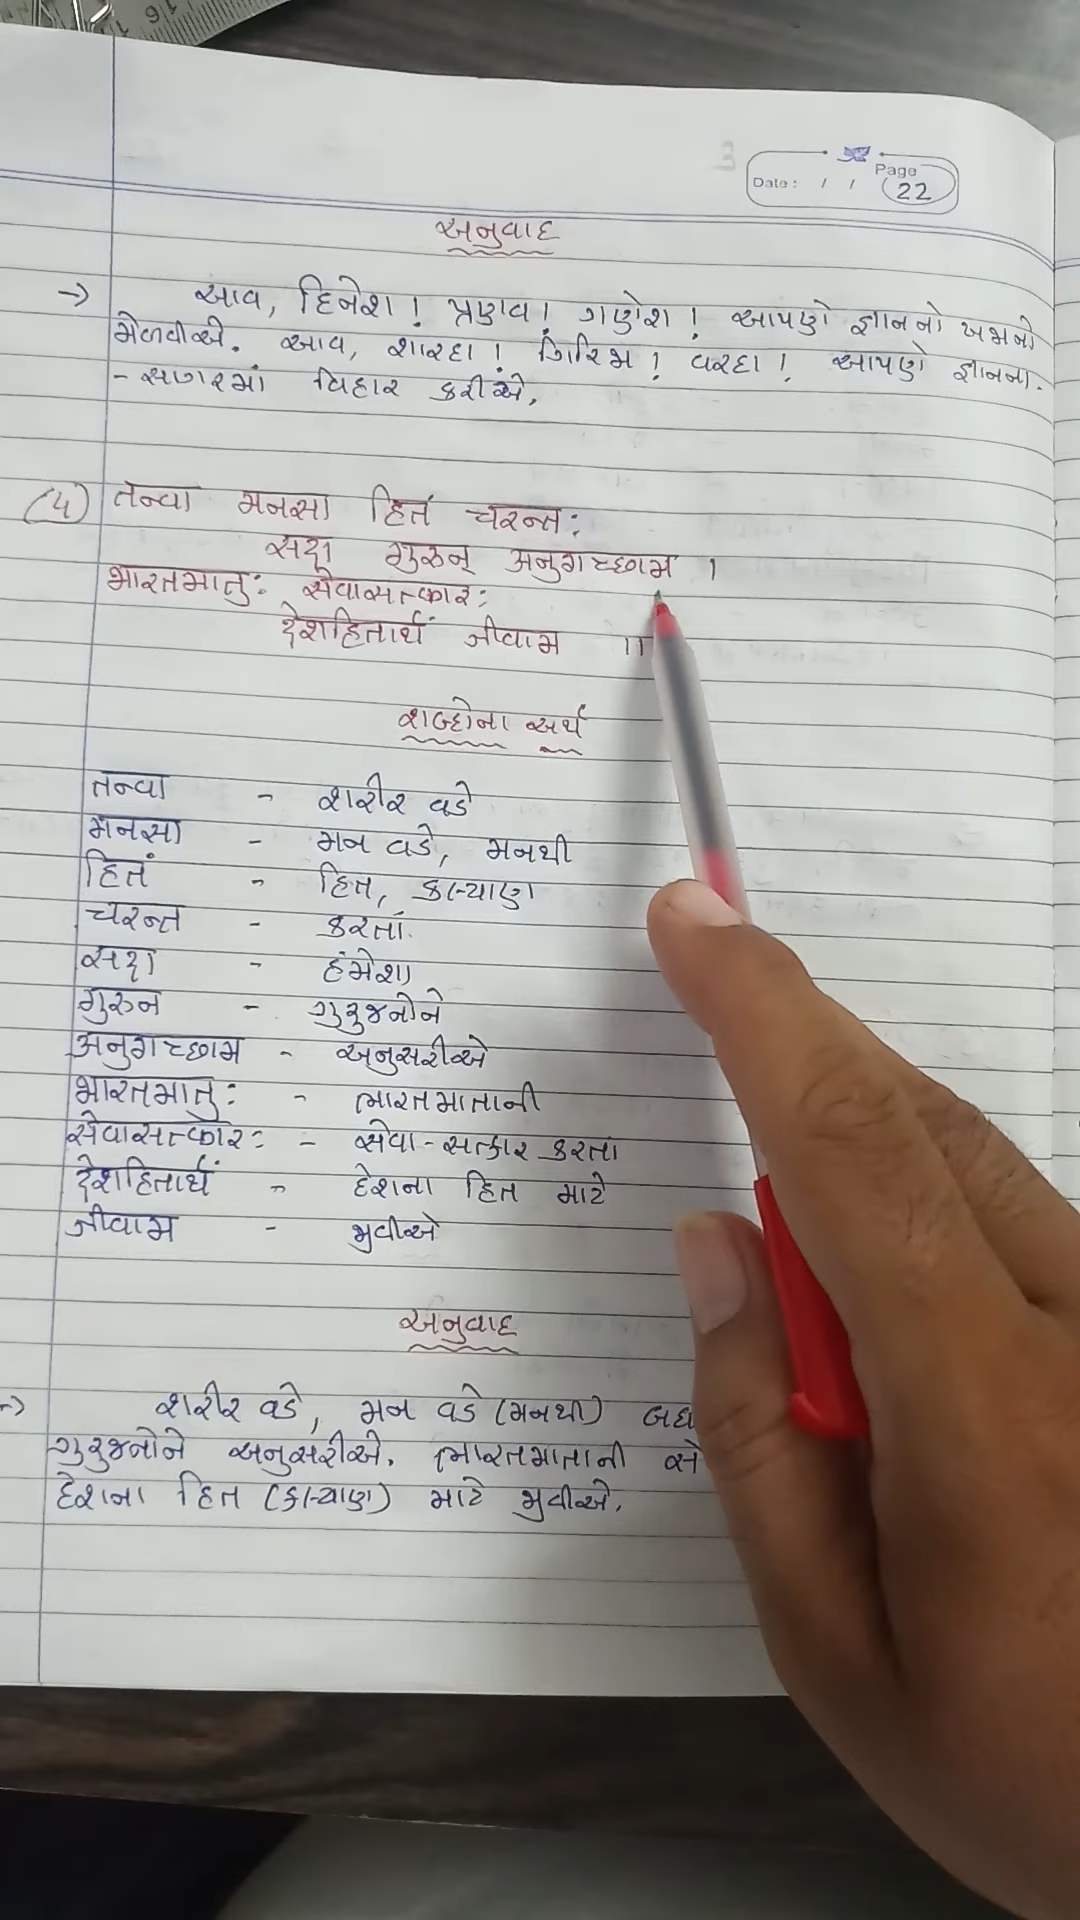 Page
Date : / / 22
અનુવાદ
→ આવ, દિનેશ! પ્રણવ! ગણેશ! આપણે જ્ઞાનનો ખજાનો
મેળવીએ. આવ, શારદા! ગિરિજા! વરદા! આપણે જ્ઞાનના
- સાગરમાં વિહાર કરીએ.
(4) तन्वा मनसा हितं चरन्तः
सदा गुरुन् अनुगच्छाम ।
भारतमातुः सेवासत्कारः
देशहितार्थं जीवाम ॥
શબ્દોના અર્થ
तन्वा - શરીર વડે
मनसा - મન વડે, મનથી
हितं - હિત, કલ્યાણ
चरन्त - કરતાં.
सदा - હંમેશા
गुरुन - ગુરુજનોને
अनुगच्छाम - અનુસરીએ
भारतमातुः - ભારતમાતાની
सेवासत्कारः - સેવા-સત્કાર કરતાં
देशहितार्थं - દેશના હિત માટે
जीवाम - જીવીએ
અનુવાદ
→ શરીર વડે, મન વડે (મનથી)
ગુરુજનોને અનુસરીએ. ભારતમાતાની સે
દેશના હિત (કલ્યાણ) માટે જીવીએ.